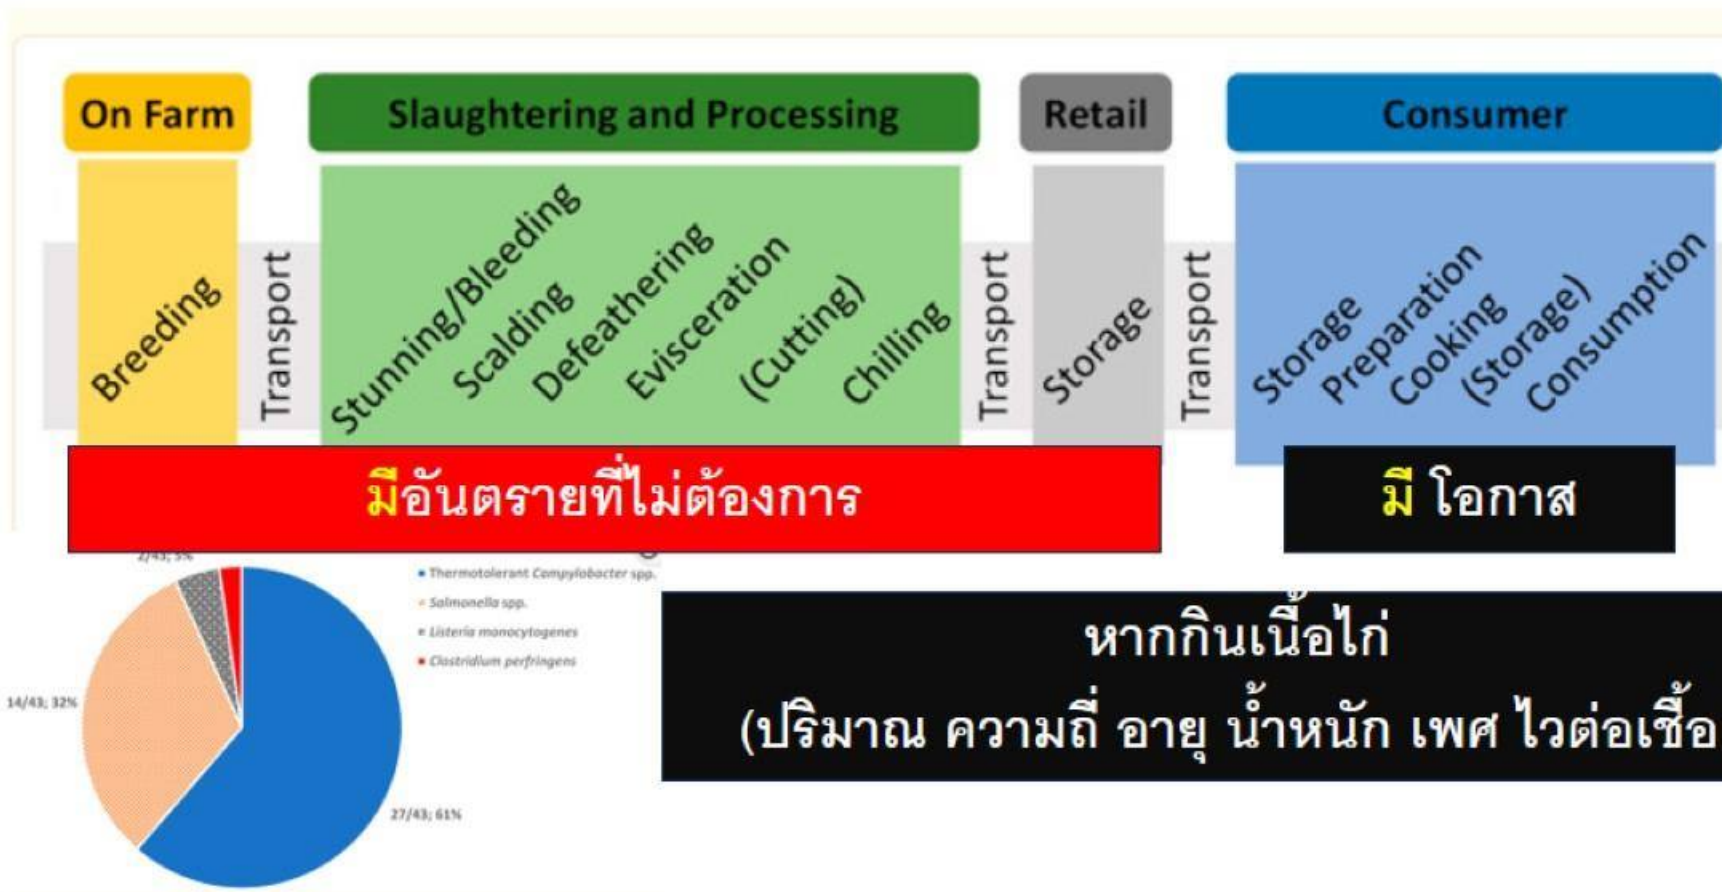 On Farm
Slaughtering and Processing
Retail
Consumer
Breeding
Transport
Stunning/Bleeding
Scalding
Defeathering
Evisceration
(Cutting)
Chilling
Transport
Storage
Transport
Storage
Preparation
Cooking
(Storage)
Consumption
มีอันตรายที่ไม่ต้องการ
มี โอกาส
2/43; 5%
Thermotolerant Campylobacter spp.
Salmonella spp.
Listeria monocytogenes
Clostridium perfringens
14/43; 32%
27/43; 61%
หากกินเนื้อไก่
(ปริมาณ ความถี่ อายุ น้ำหนัก เพศ ไวต่อเชื้อ